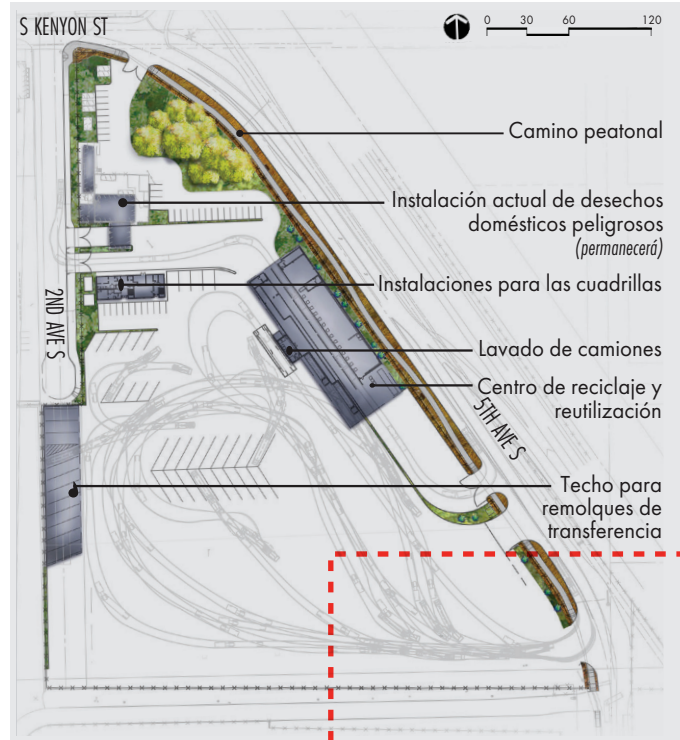 S KENYON ST
0 30 60 120
Camino peatonal
Instalación actual de desechos
domésticos peligrosos
(permanecerá)
Instalaciones para las cuadrillas
2ND AVE S
Lavado de camiones
Centro de reciclaje y
reutilización
5TH AVE S
Techo para
remolques de
transferencia